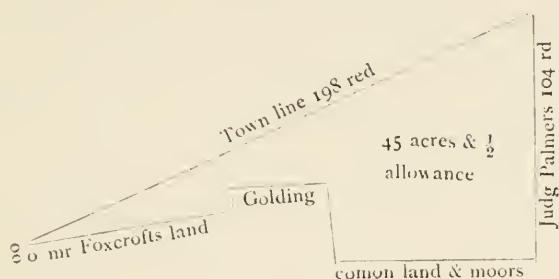 Town line 198 red
Judg Palmers 104 rd
45 acres & ½
allowance
Golding
8 o mr Foxcrofts land
comon land & moors